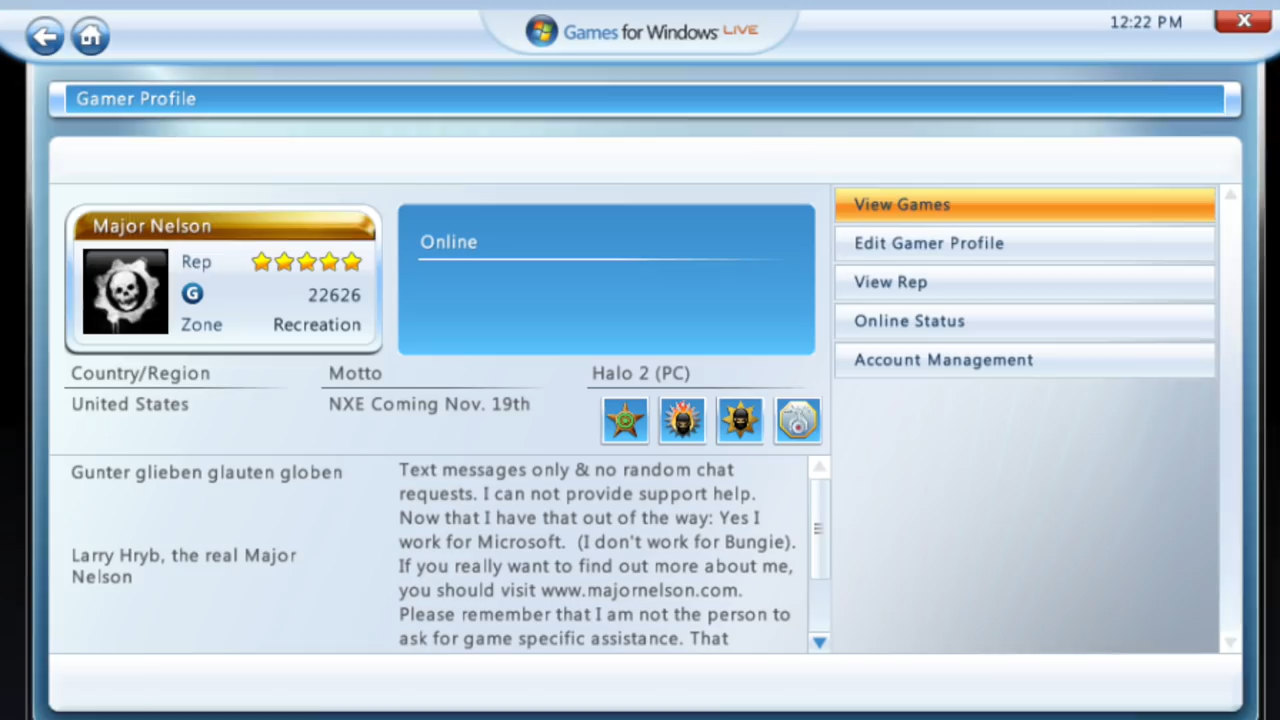 Games for Windows LIVE
12:22 PM
X
Gamer Profile
Major Nelson
Rep
G
22626
Zone
Recreation
Online
Country/Region
United States
Motto
NXE Coming Nov. 19th
Halo 2 (PC)
Gunter glieben glauten globen
Larry Hryb, the real Major
Nelson
Text messages only & no random chat
requests. I can not provide support help.
Now that I have that out of the way: Yes I
work for Microsoft.  (I don't work for Bungie).
If you really want to find out more about me,
you should visit www.majornelson.com.
Please remember that I am not the person to
ask for game specific assistance. That
View Games
Edit Gamer Profile
View Rep
Online Status
Account Management